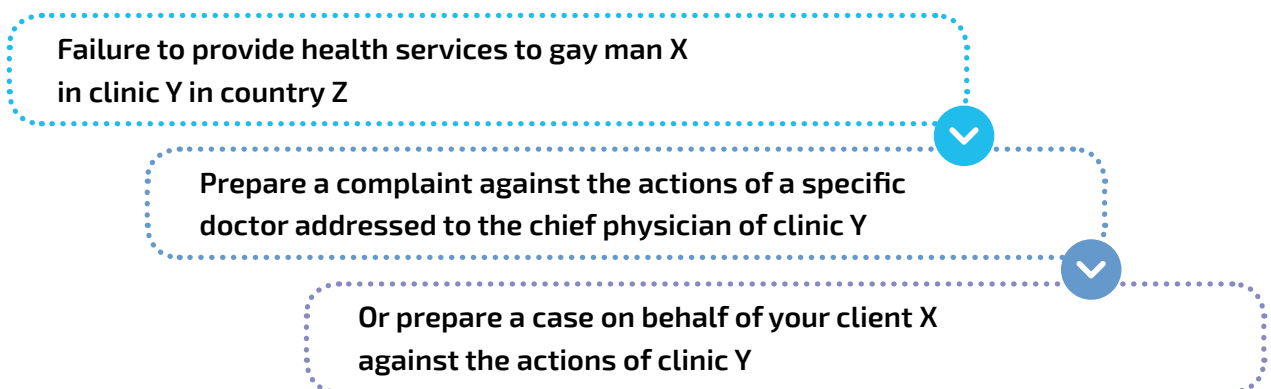 Failure to provide health services to gay man X
in clinic Y in country Z
Prepare a complaint against the actions of a specific
doctor addressed to the chief physician of clinic Y
Or prepare a case on behalf of your client X
against the actions of clinic Y